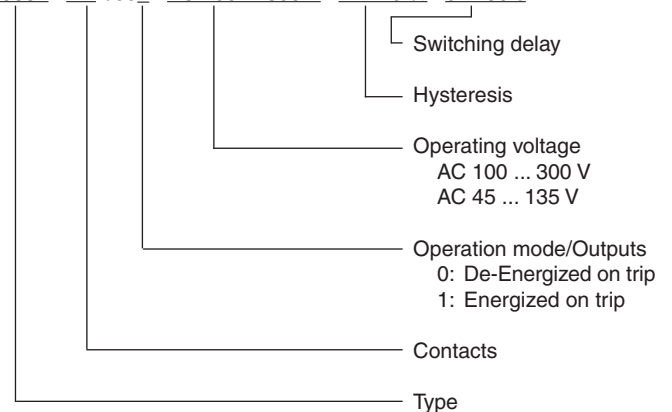 Switching delay
Hysteresis
Operating voltage
AC 100 ... 300 V
AC 45 ... 135 V
Operation mode/Outputs
0: De-Energized on trip
1: Energized on trip
Contacts
Type